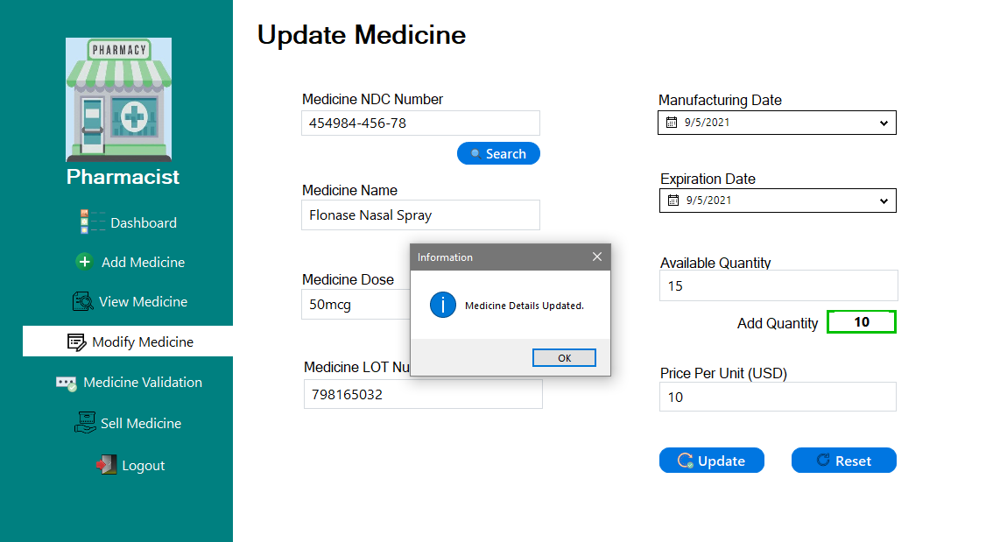 PHARMACY
Pharmacist
Dashboard
Add Medicine
View Medicine
Modify Medicine
Medicine Validation
Sell Medicine
Logout
Update Medicine
Medicine NDC Number
454984-456-78
Search
Medicine Name
Flonase Nasal Spray
Medicine Dose
50mcg
Medicine LOT Nu
798165032
Manufacturing Date
9/5/2021
Expiration Date
9/5/2021
Available Quantity
15
Add Quantity 10
Price Per Unit (USD)
10
Update Reset
Information
Medicine Details Updated.
OK